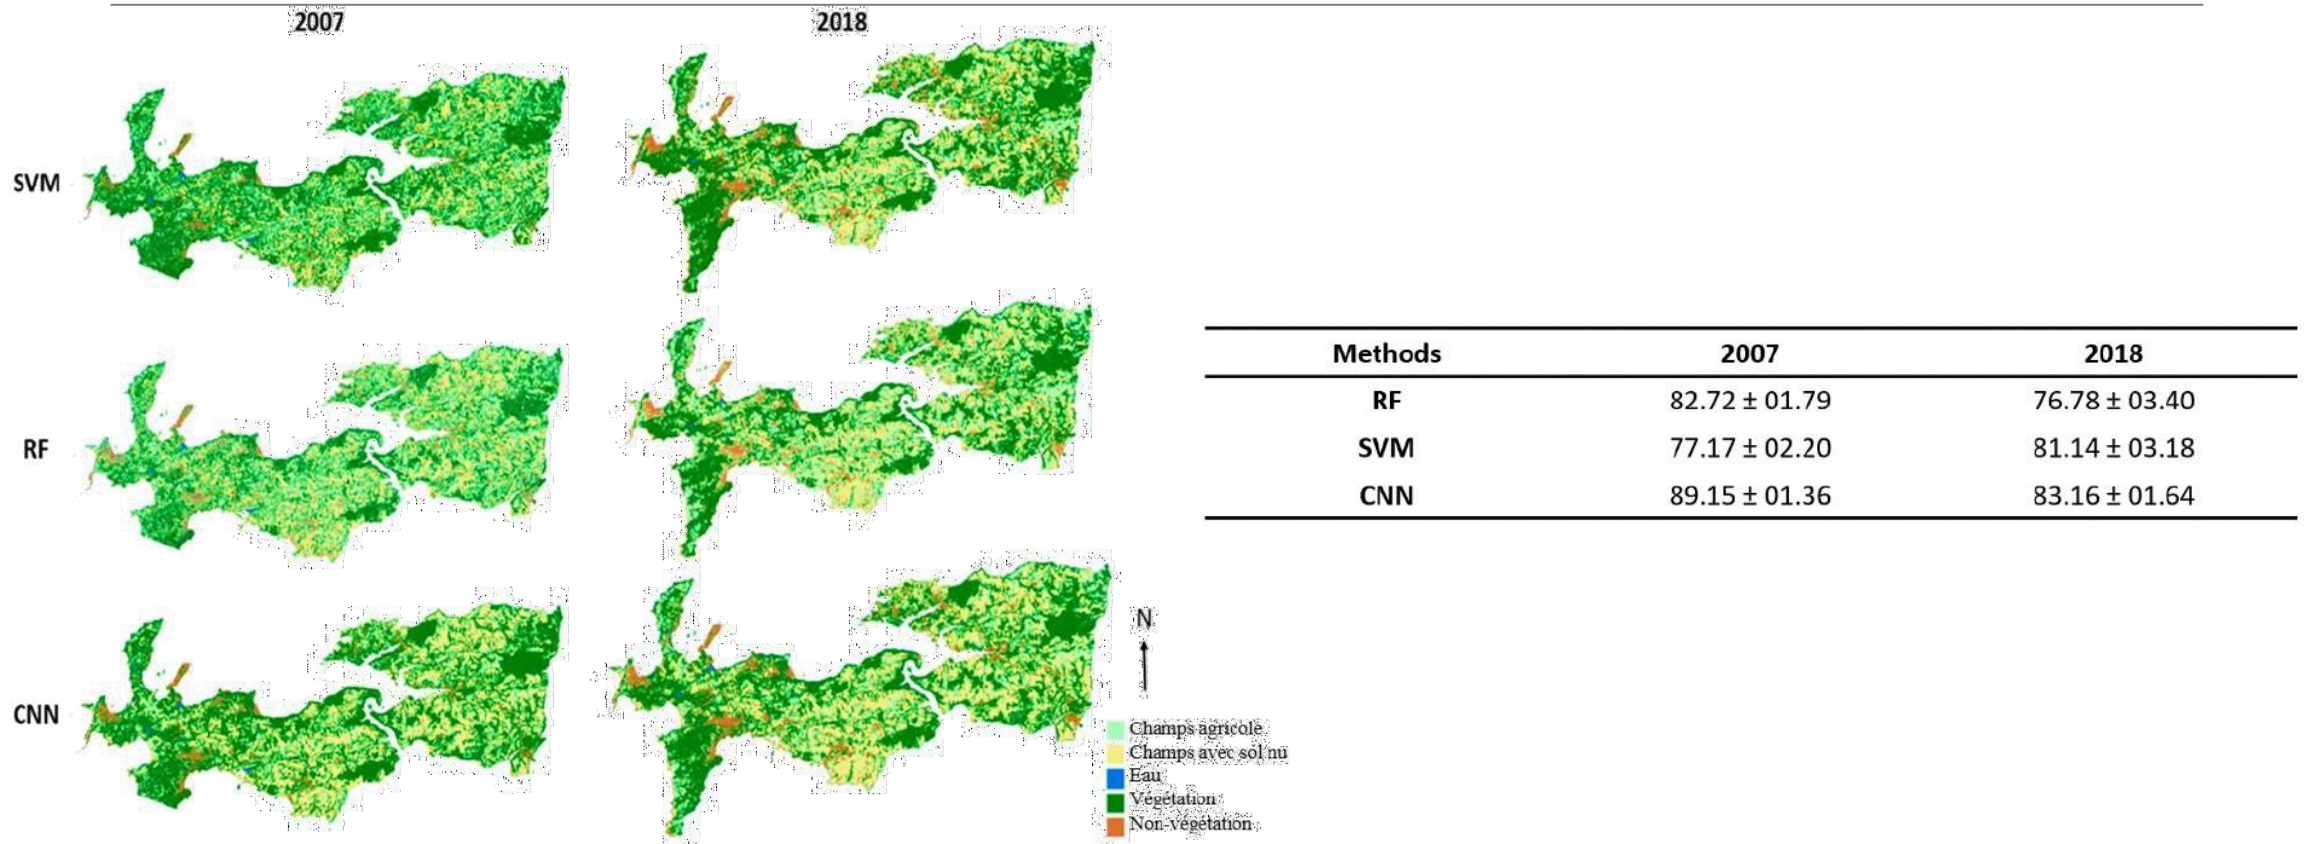 2007 2018
SVM
RF
CNN
N
Champs agricole
Champs avec sol nu
Eau
Végétation
Non-végétation
Methods 2007 2018
RF 82.72 ± 01.79 76.78 ± 03.40
SVM 77.17 ± 02.20 81.14 ± 03.18
CNN 89.15 ± 01.36 83.16 ± 01.64